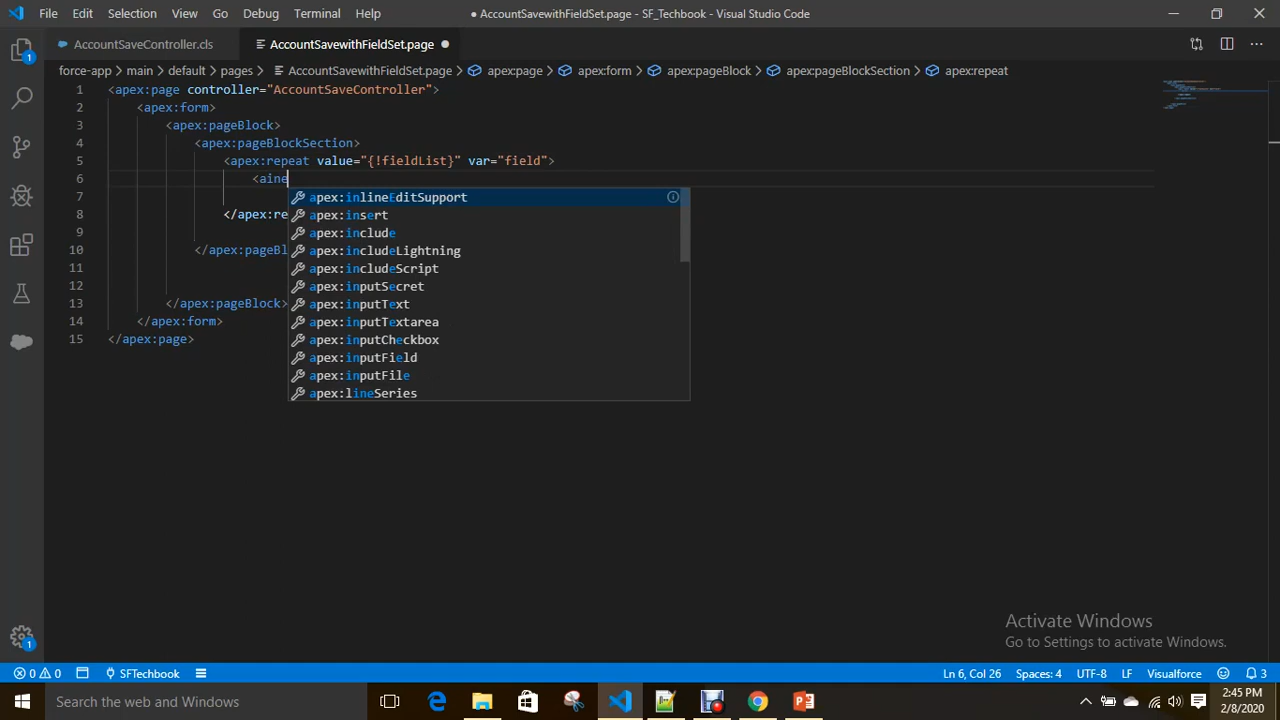 File Edit Selection View Go Debug Terminal Help
● AccountSavewithFieldSet.page - SF_Techbook - Visual Studio Code
AccountSaveController.cls
AccountSavewithFieldSet.page ●
force-app > main > default > pages > AccountSavewithFieldSet.page > apex:page > apex:form > apex:pageBlock > apex:pageBlockSection > apex:repeat
1 <apex:page controller="AccountSaveController">
2 <apex:form>
3 <apex:pageBlock>
4 <apex:pageBlockSection>
5 <apex:repeat value="{!fieldList}" var="field">
6 <aine
apex:inlineEditSupport
7
apex:insert
8 </apex:re
apex:include
9
apex:includeLightning
10 </apex:pageBl
apex:includeScript
11
apex:inputSecret
12
apex:inputText
13 </apex:pageBlock>
apex:inputTextarea
14 </apex:form>
apex:inputCheckbox
15 </apex:page>
apex:inputField
apex:inputFile
apex:lineSeries
Activate Windows
Go to Settings to activate Windows.
1
1
0 0 SFTechbook
Ln 6, Col 26 Spaces: 4 UTF-8 LF Visualforce 3
Search the web and Windows
2:45 PM
2/8/2020